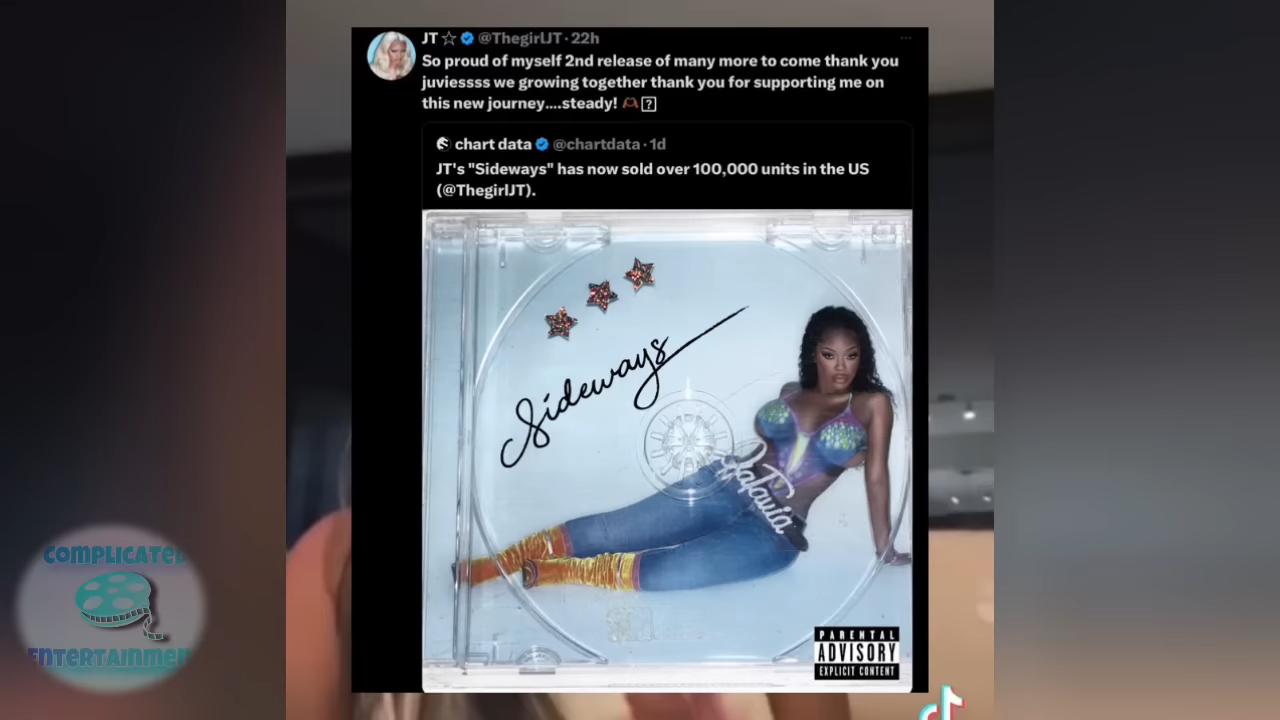 JT ☆ @ThegirlJT · 22h
So proud of myself 2nd release of many more to come thank you
juviessss we growing together thank you for supporting me on
this new journey....steady! 🫶🏾
chart data @chartdata · 1d
JT's "Sideways" has now sold over 100,000 units in the US
(@ThegirlJT).
Sideways
JaTavia
PARENTAL
ADVISORY
EXPLICIT CONTENT
COMPLICATED
ENTERTAINMEN